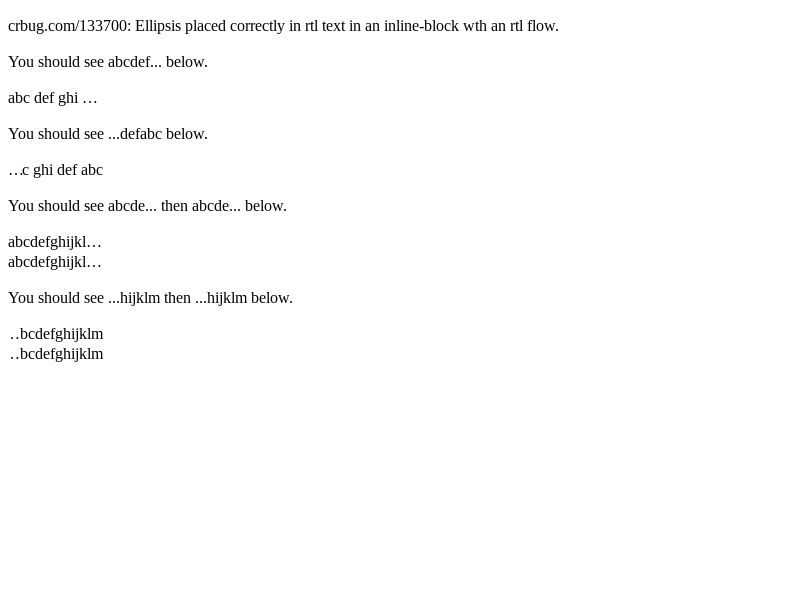 crbug.com/133700: Ellipsis placed correctly in rtl text in an inline-block wth an rtl flow.
You should see abcdef... below.
abc def ghi …
You should see ...defabc below.
…c ghi def abc
You should see abcde... then abcde... below.
abcdefghijkl…
abcdefghijkl…
You should see ...hijklm then ...hijklm below.
‥bcdefghijklm
‥bcdefghijklm